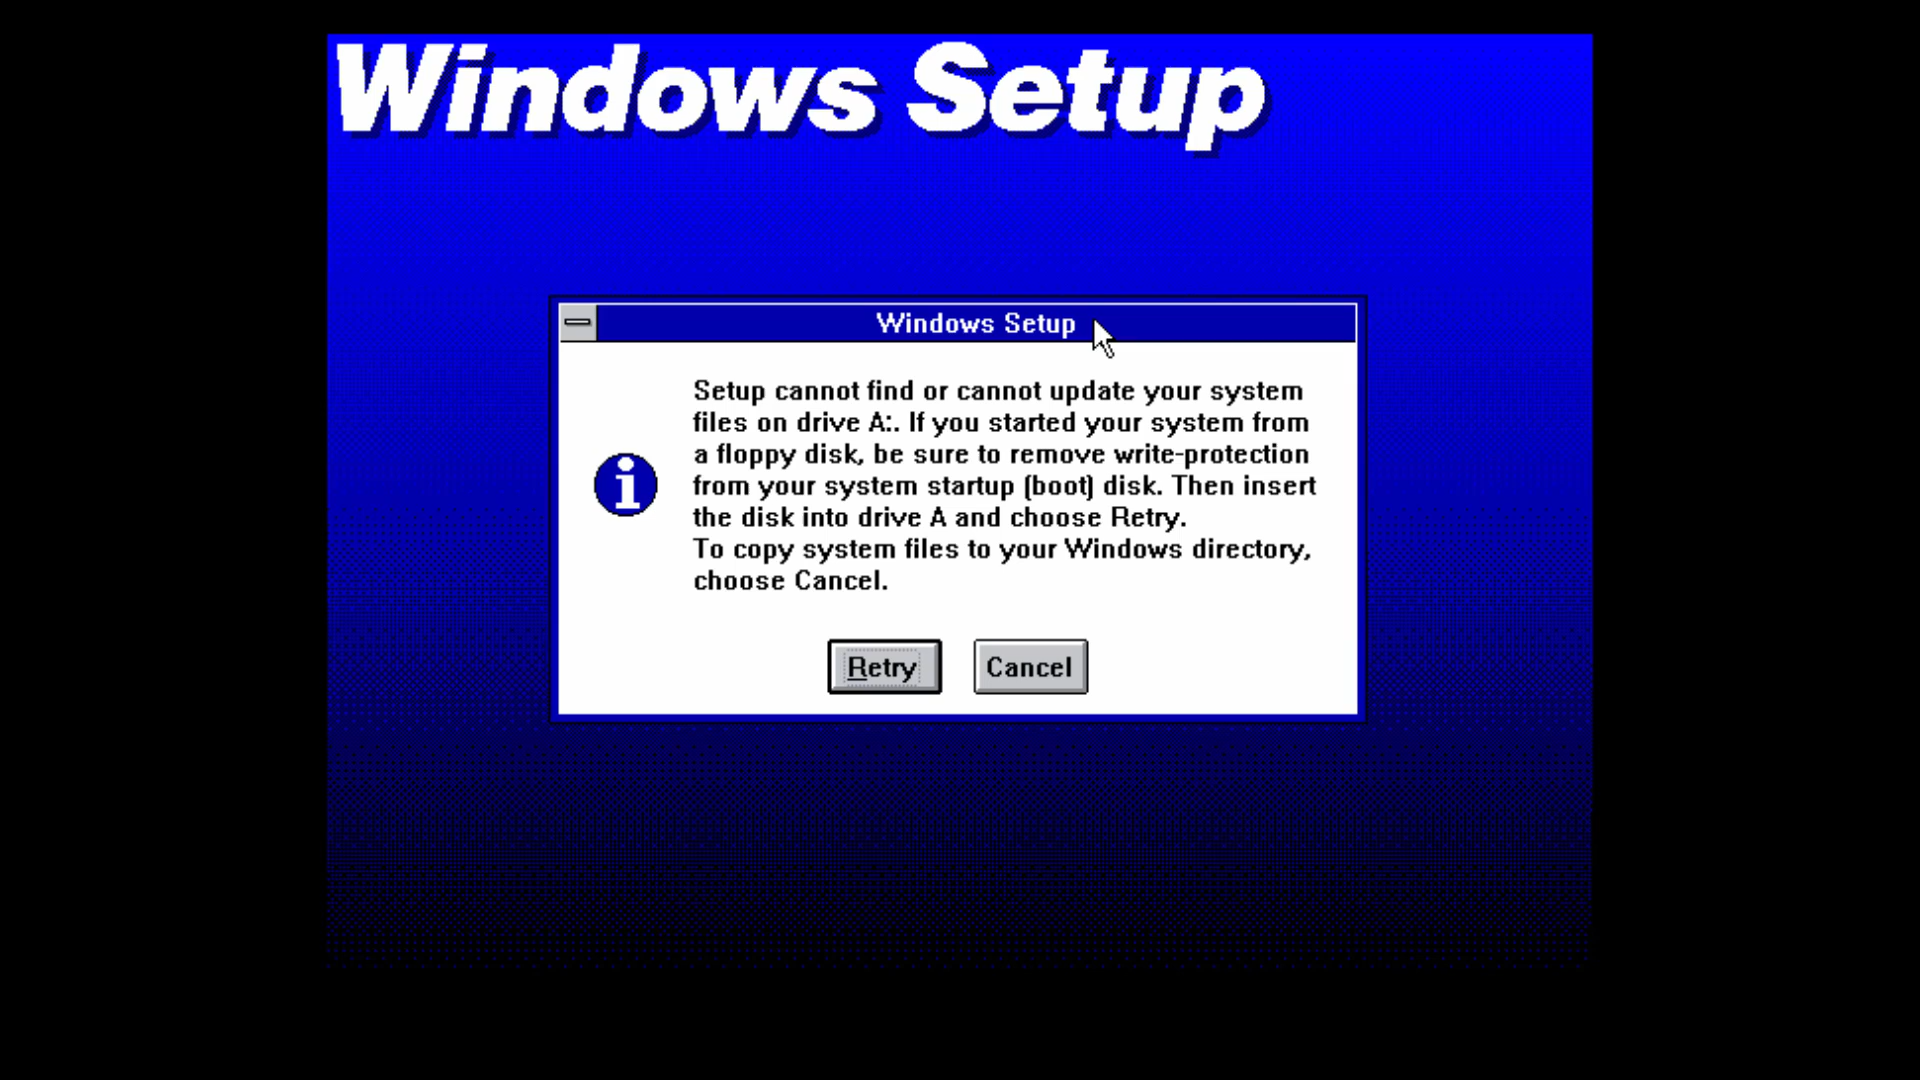 Windows Setup
Windows Setup
Setup cannot find or cannot update your system
files on drive A:. If you started your system from
a floppy disk, be sure to remove write-protection
from your system startup (boot) disk. Then insert
the disk into drive A and choose Retry.
To copy system files to your Windows directory,
choose Cancel.
Retry Cancel